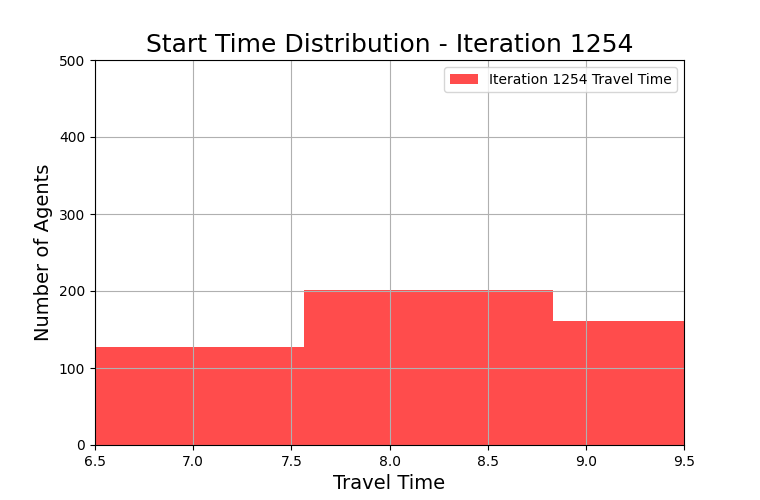 Start Time Distribution - Iteration 1254
500
Iteration 1254 Travel Time
400
300
200
100
0
Number of Agents
6.5 7.0 7.5 8.0 8.5 9.0 9.5
Travel Time